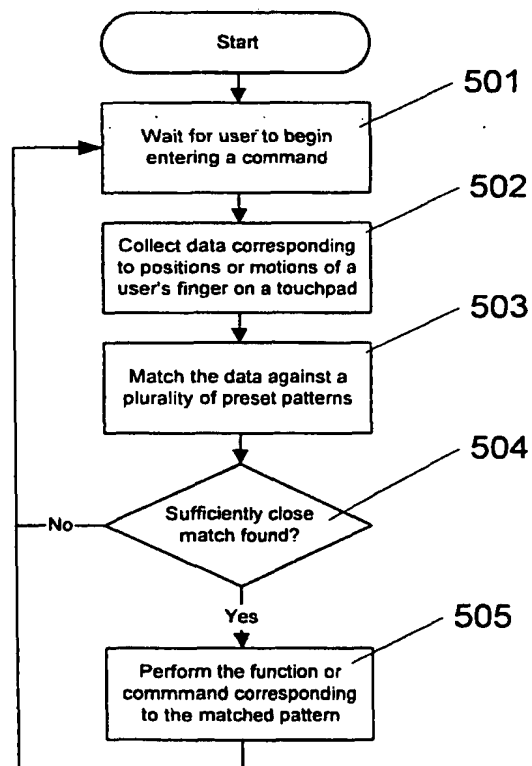 Start
501
Wait for user to begin
entering a command
502
Collect data corresponding
to positions or motions of a
user's finger on a touchpad
503
Match the data against a
plurality of preset patterns
504
Sufficiently close
match found?
No
Yes
505
Perform the function or
commmand corresponding
to the matched pattern